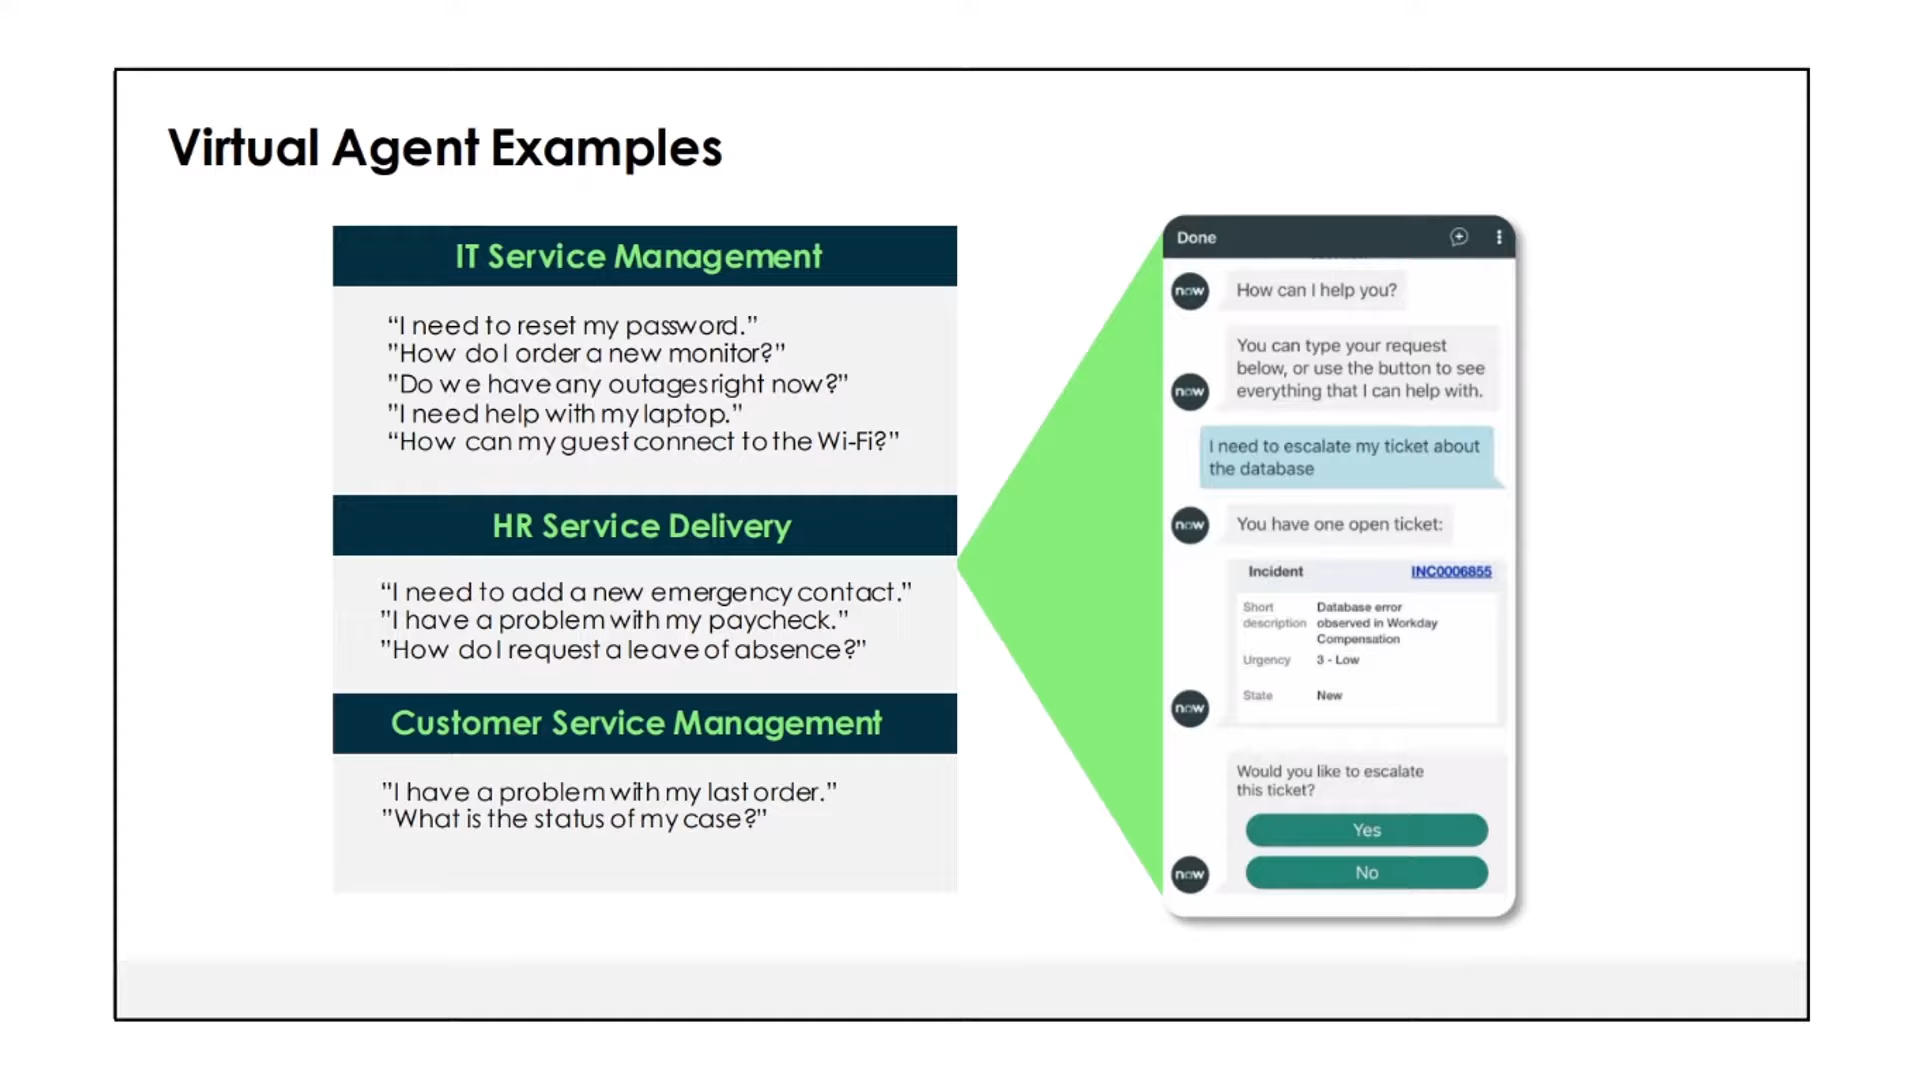 Virtual Agent Examples
IT Service Management
“I need to reset my password.”
”How do I order a new monitor?”
”Do we have any outages right now?”
”I need help with my laptop.”
“How can my guest connect to the Wi-Fi?”
HR Service Delivery
“I need to add a new emergency contact.”
”I have a problem with my paycheck.”
”How do I request a leave of absence?”
Customer Service Management
”I have a problem with my last order.”
”What is the status of my case?”
Done
now
How can I help you?
You can type your request
below, or use the button to see
everything that I can help with.
now
I need to escalate my ticket about
the database
now
You have one open ticket:
Incident INC0006855
Short description
Database error
observed in Workday
Compensation
Urgency 3 - Low
State New
now
Would you like to escalate
this ticket?
Yes
No
now